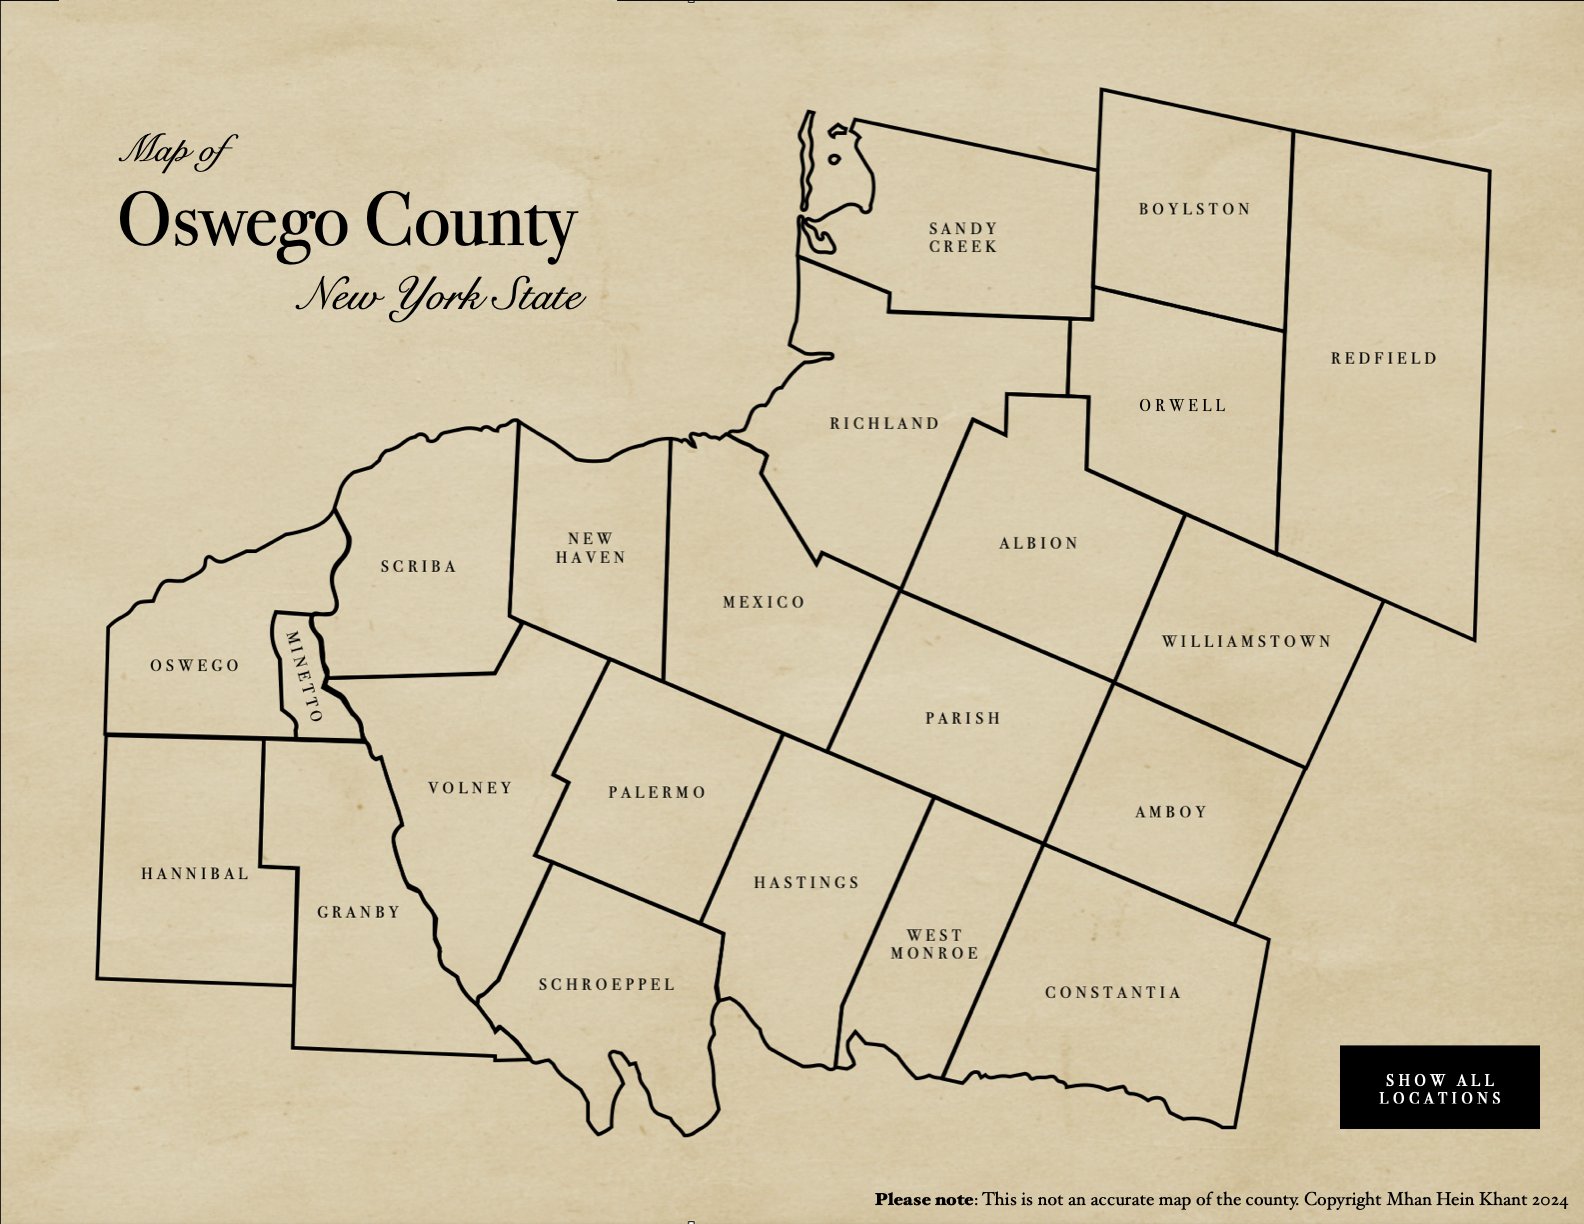 Map of
Oswego County
New York State
BOYLSTON
SANDY
CREEK
REDFIELD
ORWELL
RICHLAND
ALBION
NEW
HAVEN
SCRIBA
MEXICO
WILLIAMSTOWN
OSWEGO
MINETTO
PARISH
VOLNEY
PALERMO
AMBOY
HANNIBAL
HASTINGS
GRANBY
WEST
MONROE
SCHROEPPEL
CONSTANTIA
SHOW ALL
LOCATIONS
Please note: This is not an accurate map of the county. Copyright Mhan Hein Khant 2024